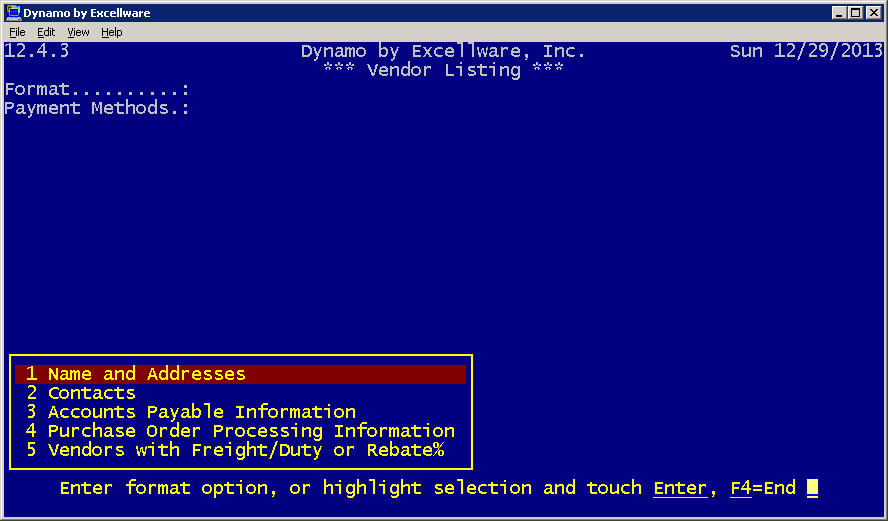 Dynamo by Excellware
File Edit View Help
12.4.3 Dynamo by Excellware, Inc. Sun 12/29/2013
*** Vendor Listing ***
Format..........:
Payment Methods.:
1 Name and Addresses
2 Contacts
3 Accounts Payable Information
4 Purchase Order Processing Information
5 Vendors with Freight/Duty or Rebate%
Enter format option, or highlight selection and touch Enter, F4=End